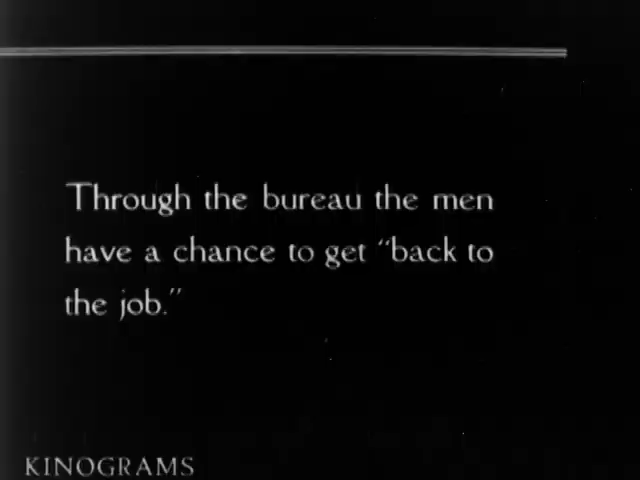 Through the bureau the men
have a chance to get “back to
the job.”
KINOGRAMS